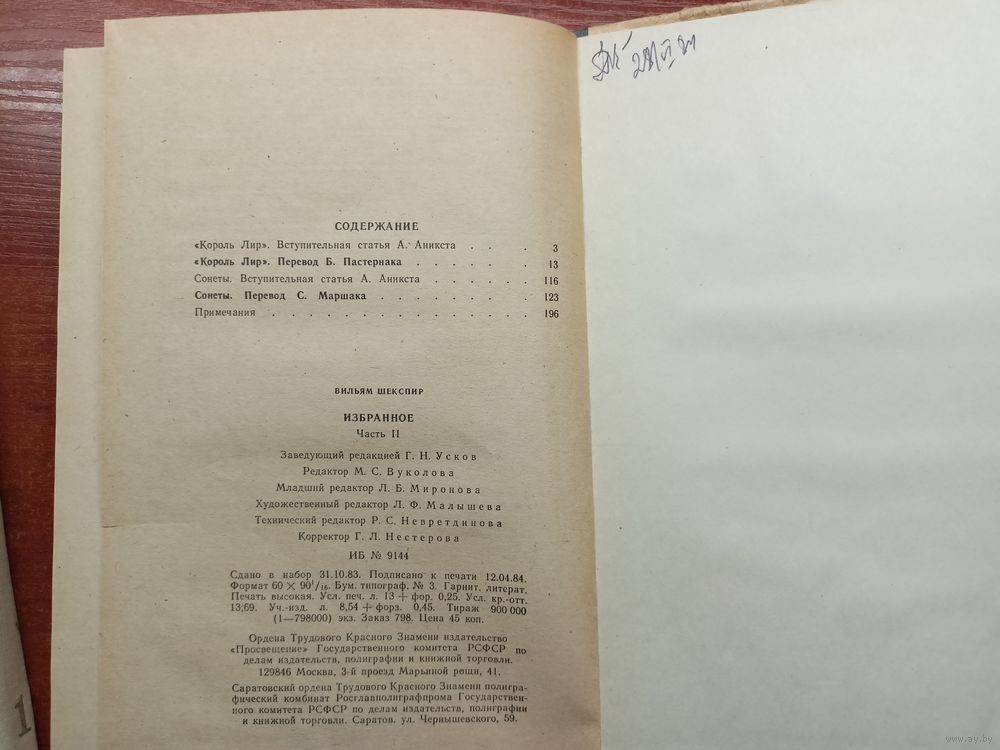 СОДЕРЖАНИЕ
«Король Лир». Вступительная статья А. Аникста . . . 3
«Король Лир». Перевод Б. Пастернака . . . . . . 13
Сонеты. Вступительная статья А. Аникста . . . . . . 116
Сонеты. Перевод С. Маршака . . . . . . . . 123
Примечания . . . . . . . . . . . . . . . 196
ВИЛЬЯМ ШЕКСПИР
ИЗБРАННОЕ
Часть II
Заведующий редакцией Г. Н. Усков
Редактор М. С. Вуколова
Младший редактор Л. Б. Миронова
Художественный редактор Л. Ф. Малышева
Технический редактор Р. С. Невретдинова
Корректор Г. Л. Нестерова
ИБ № 9144
Сдано в набор 31.10.83. Подписано к печати 12.04.84.
Формат 60 × 90¹/₁₆. Бум. типограф. № 3. Гарнит. литерат.
Печать высокая. Усл. печ. л. 13 + фор. 0,25. Усл. кр.-отт.
13,69. Уч.-изд. л. 8,54 + форз. 0,45. Тираж 900 000
(1—798000) экз. Заказ 798. Цена 45 коп.
Ордена Трудового Красного Знамени издательство
«Просвещение» Государственного комитета РСФСР по
делам издательств, полиграфии и книжной торговли.
129846 Москва, 3-й проезд Марьиной рощи, 41.
Саратовский ордена Трудового Красного Знамени полигра-
фический комбинат Росглавполиграфпрома Государствен-
ного комитета РСФСР по делам издательств, полиграфии
и книжной торговли. Саратов. ул. Чернышевского, 59.
1
www.ay.by